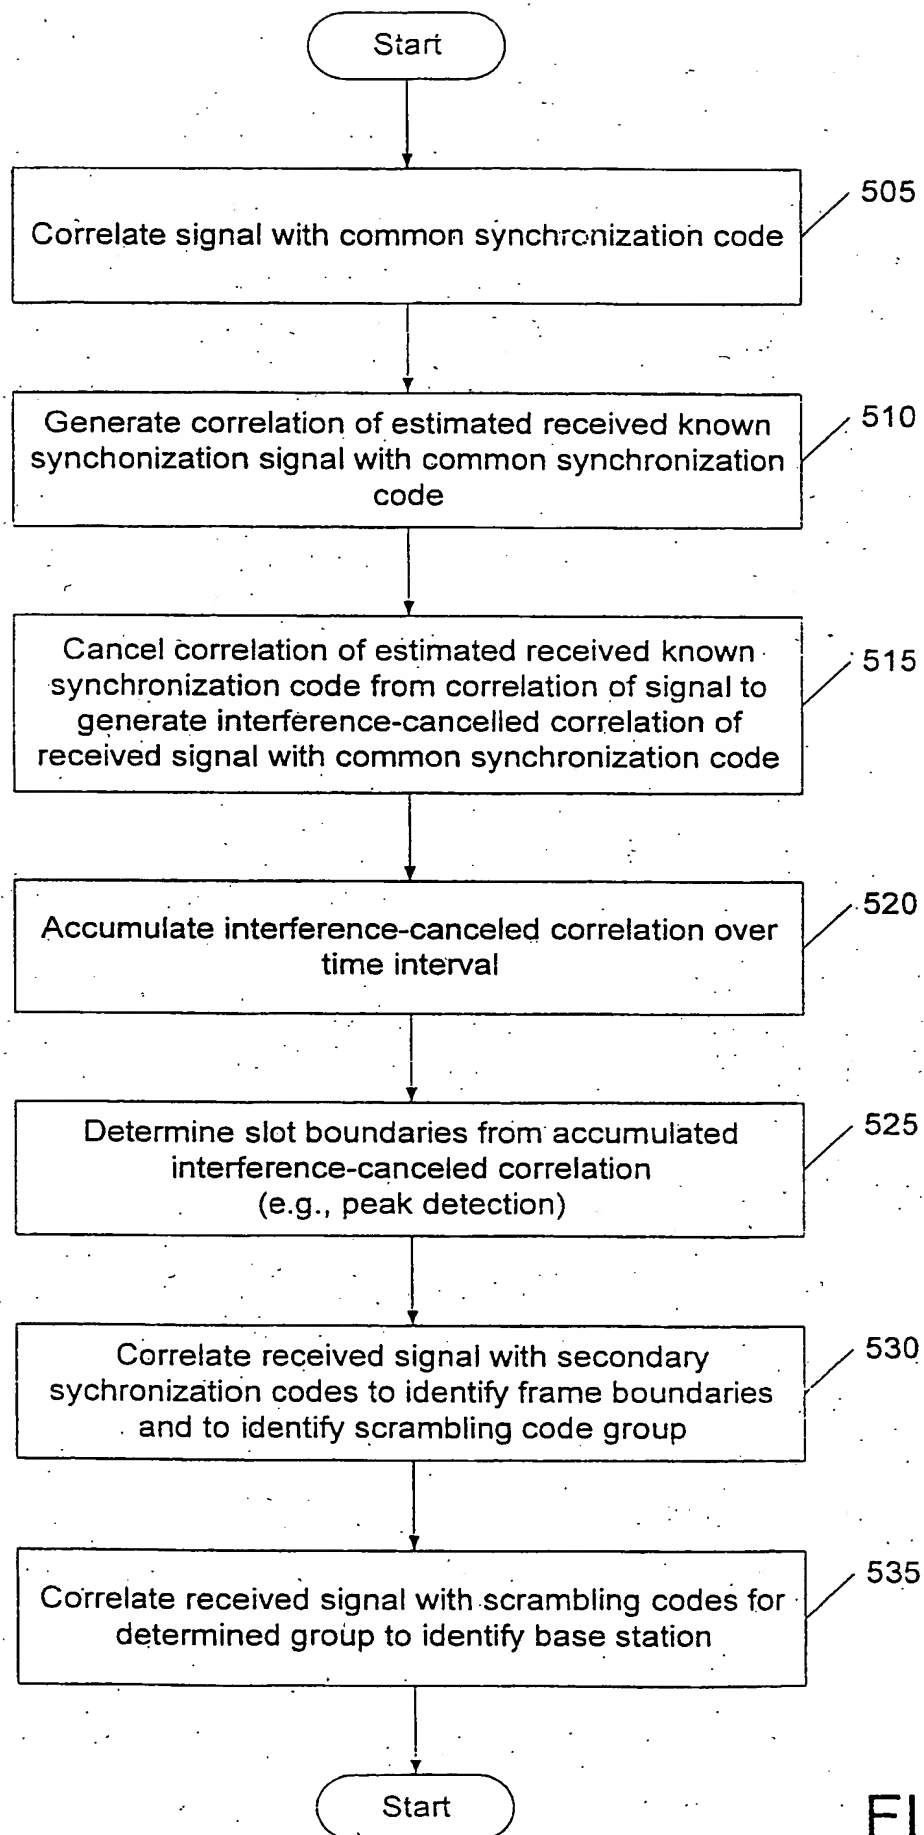 Start
505
Correlate signal with common synchronization code
510
Generate correlation of estimated received known
synchonization signal with common synchronization
code
515
Cancel correlation of estimated received known
synchronization code from correlation of signal to
generate interference-cancelled correlation of
received signal with common synchronization code
520
Accumulate interference-canceled correlation over
time interval
525
Determine slot boundaries from accumulated
interference-canceled correlation
(e.g., peak detection)
530
Correlate received signal with secondary
sychronization codes to identify frame boundaries
and to identify scrambling code group
535
Correlate received signal with scrambling codes for
determined group to identify base station
Start